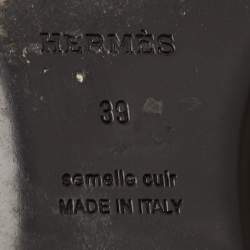 HERMÈS
39
semelle cuir
MADE IN ITALY